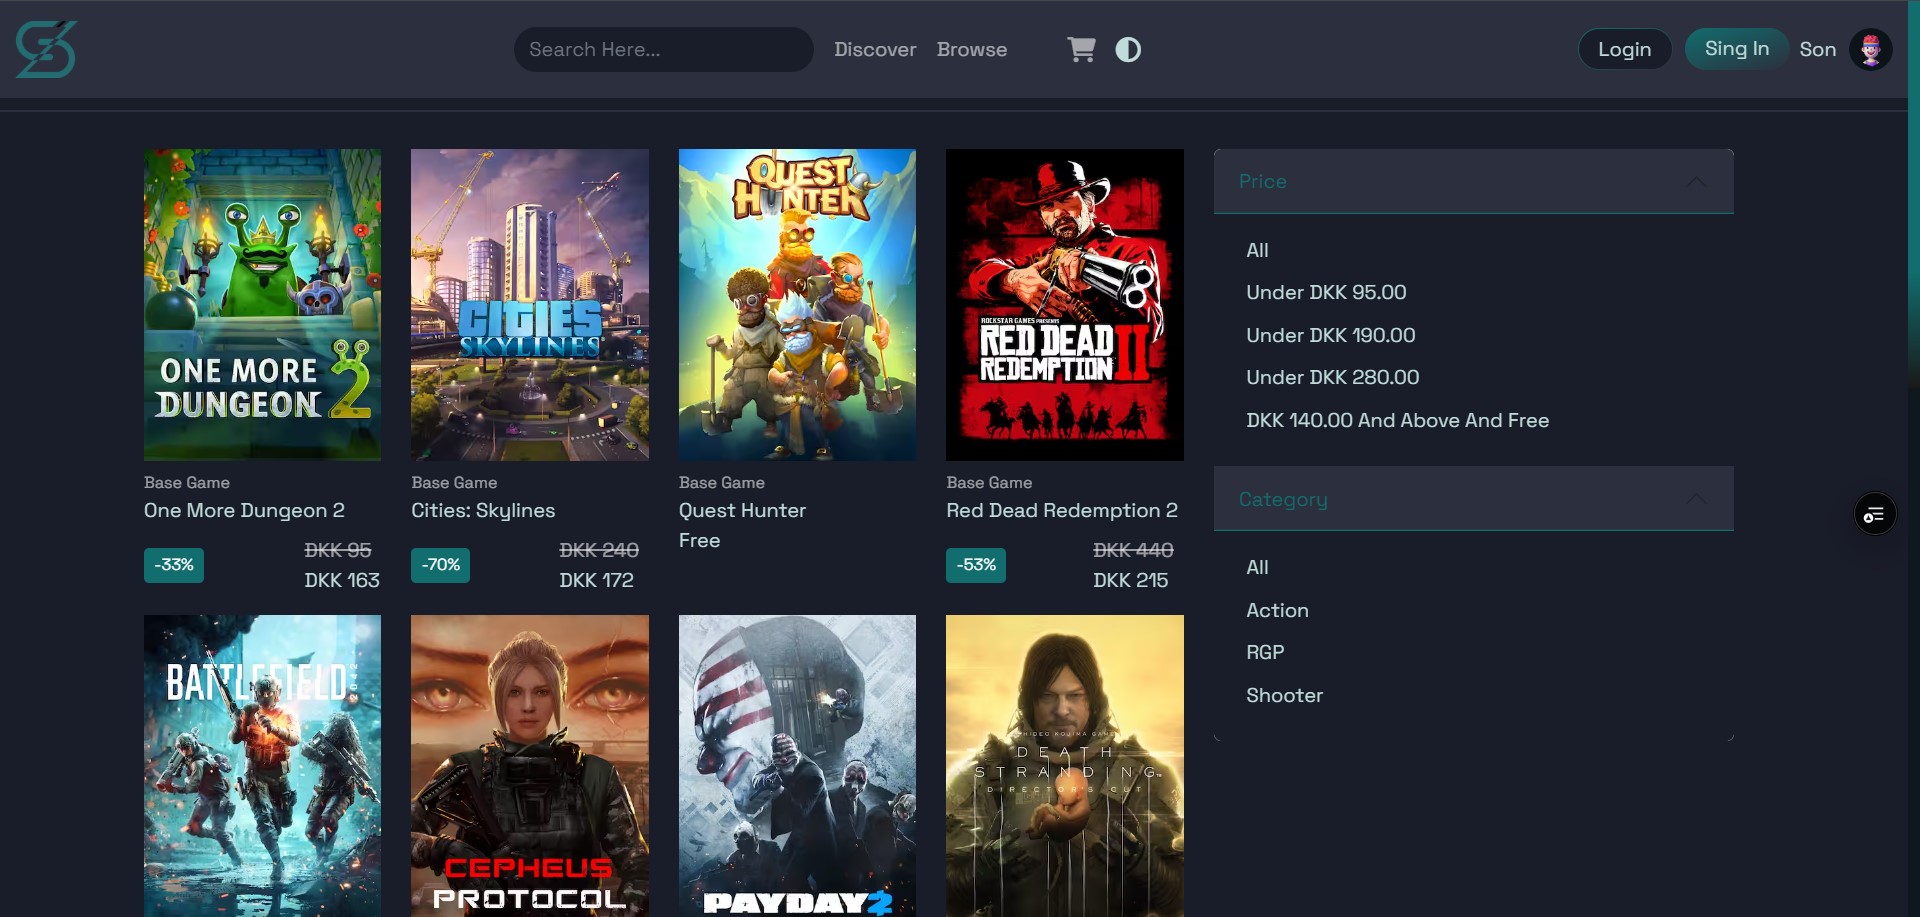 Search Here...
Discover
Browse
Login
Sing In
Son
QUEST
HUNTER
CITIES
SKYLINES
ROCKSTAR GAMES PRESENTS
RED DEAD
REDEMPTION II
ONE MORE
DUNGEON 2
Base Game
One More Dungeon 2
-33%
DKK 95
DKK 163
Base Game
Cities: Skylines
-70%
DKK 240
DKK 172
Base Game
Quest Hunter
Free
Base Game
Red Dead Redemption 2
-53%
DKK 440
DKK 215
BATTLEFIELD
2042
CEPHEUS
PROTOCOL
PAYDAY 2
A HIDEO KOJIMA GAME
DEATH
STRANDING
DIRECTOR'S CUT
Price
All
Under DKK 95.00
Under DKK 190.00
Under DKK 280.00
DKK 140.00 And Above And Free
Category
All
Action
RGP
Shooter